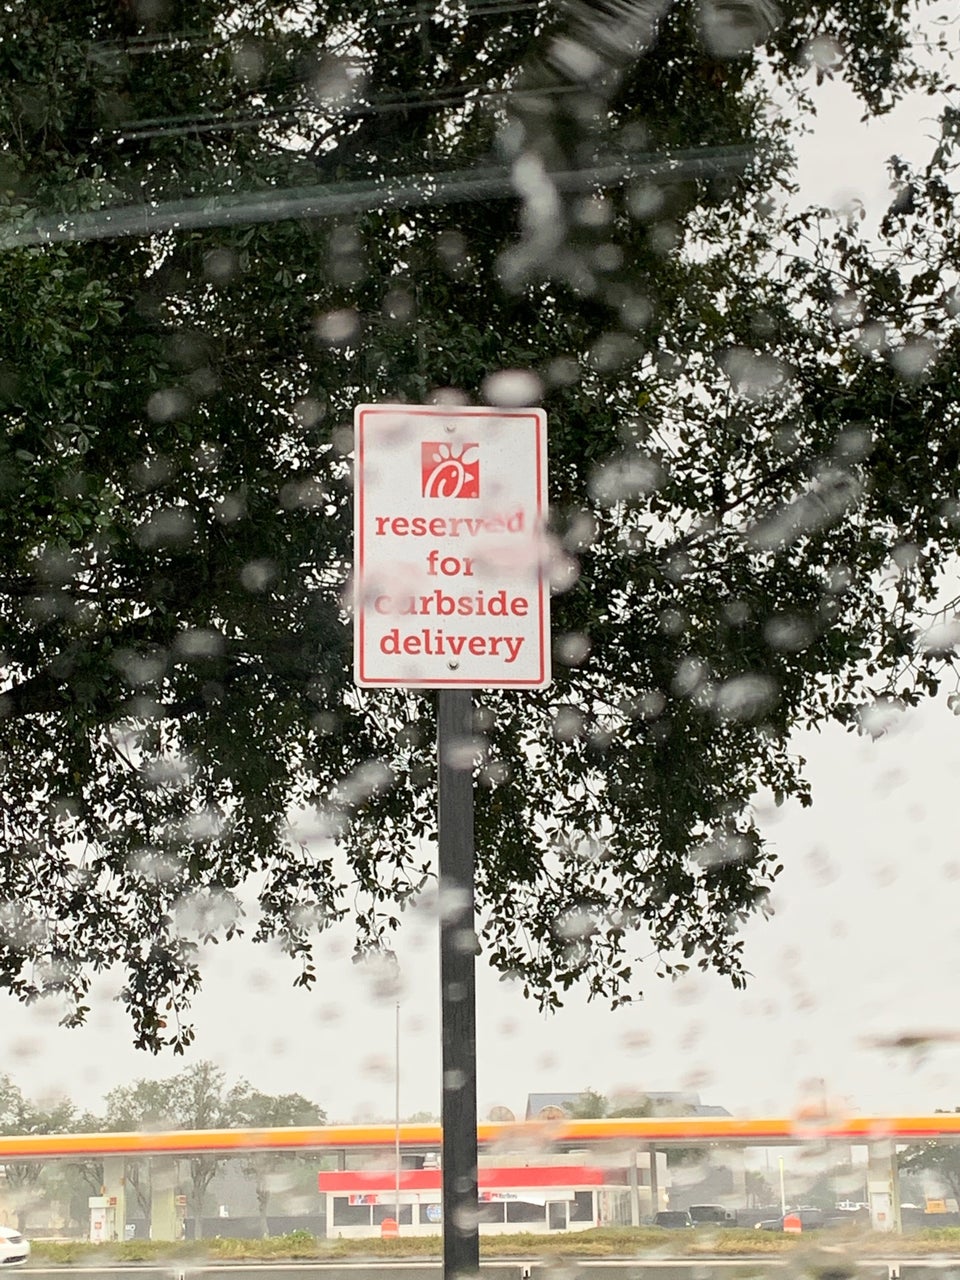 reserved
for
curbside
delivery